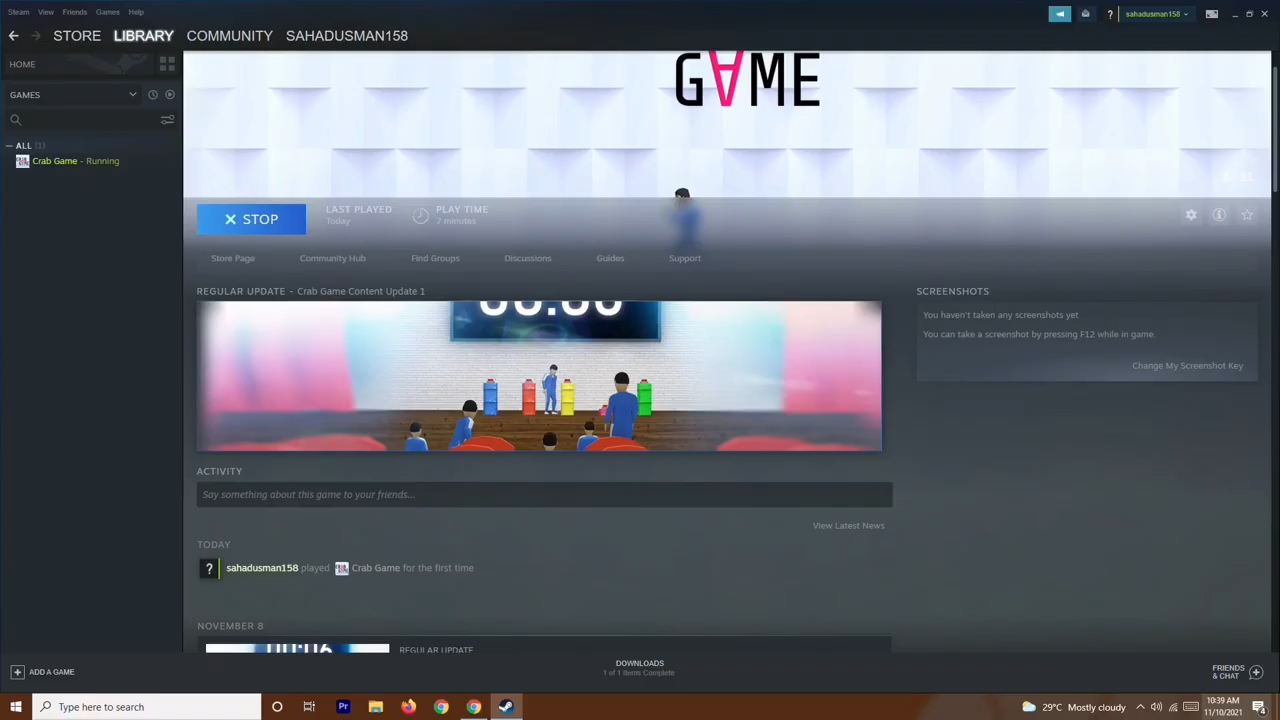 Steam View Friends Games Help
? sahadusman158
STORE LIBRARY COMMUNITY SAHADUSMAN158
HOME
GAMES
ALL (1)
Crab Game - Running
GAME
STOP
LAST PLAYED
Today
PLAY TIME
7 minutes
Store Page Community Hub Find Groups Discussions Guides Support
REGULAR UPDATE - Crab Game Content Update 1
SCREENSHOTS
You haven't taken any screenshots yet
You can take a screenshot by pressing F12 while in game.
Change My Screenshot Key
ACTIVITY
Say something about this game to your friends...
View Latest News
TODAY
? sahadusman158 played Crab Game for the first time
NOVEMBER 8
00:06
REGULAR UPDATE
ADD A GAME
DOWNLOADS
1 of 1 Items Complete
FRIENDS
& CHAT
Type here to search
Pr
29°C Mostly cloudy
10:39 AM
11/10/2021
4